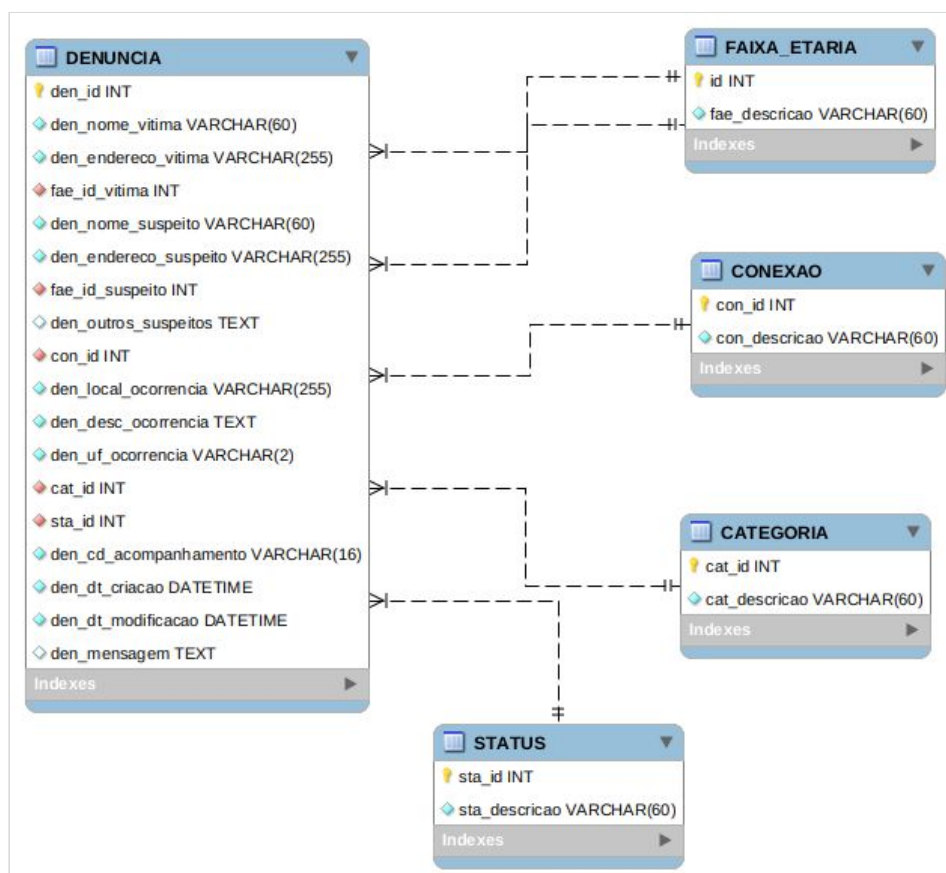 DENUNCIA
den_id INT
den_nome_vitima VARCHAR(60)
den_endereco_vitima VARCHAR(255)
fae_id_vitima INT
den_nome_suspeito VARCHAR(60)
den_endereco_suspeito VARCHAR(255)
fae_id_suspeito INT
den_outros_suspeitos TEXT
con_id INT
den_local_ocorrencia VARCHAR(255)
den_desc_ocorrencia TEXT
den_uf_ocorrencia VARCHAR(2)
cat_id INT
sta_id INT
den_cd_acompanhamento VARCHAR(16)
den_dt_criacao DATETIME
den_dt_modificacao DATETIME
den_mensagem TEXT
Indexes
FAIXA_ETARIA
id INT
fae_descricao VARCHAR(60)
Indexes
CONEXAO
con_id INT
con_descricao VARCHAR(60)
Indexes
CATEGORIA
cat_id INT
cat_descricao VARCHAR(60)
Indexes
STATUS
sta_id INT
sta_descricao VARCHAR(60)
Indexes